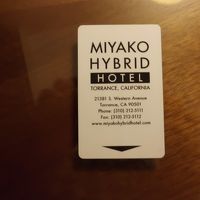 MIYAKO
HYBRID
HOTEL
TORRANCE, CALIFORNIA
21381 S. Western Avenue
Torrance, CA 90501
Phone: (310) 212-5111
Fax: (310) 212-5112
www.miyakohybridhotel.com